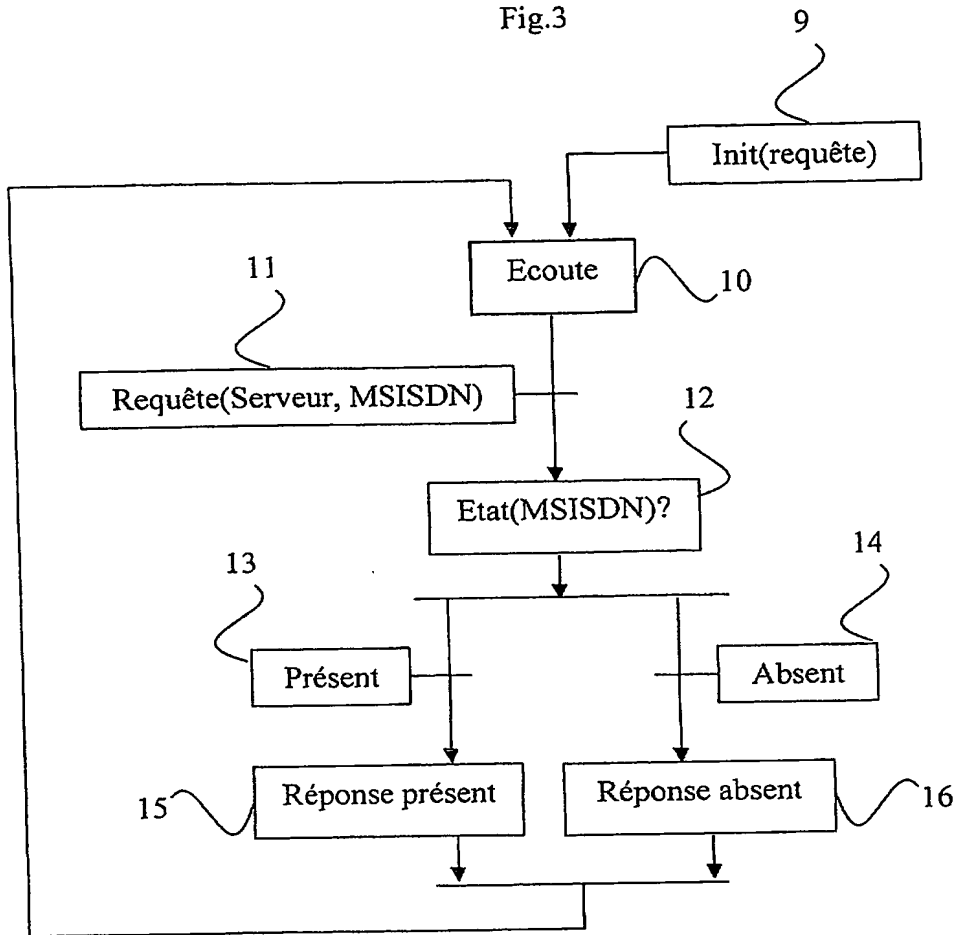 Fig.3
9
Init(requête)
Ecoute
10
11
Requête(Serveur, MSISDN)
12
Etat(MSISDN)?
13
14
Présent
Absent
15
Réponse présent
Réponse absent
16